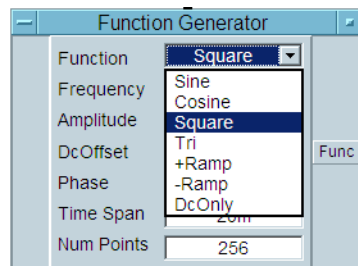 Function Generator
Function Square
Frequency
Amplitude
DcOffset
Phase
Time Span 20m
Num Points 256
Sine
Cosine
Square
Tri
+Ramp
-Ramp
DcOnly
Func